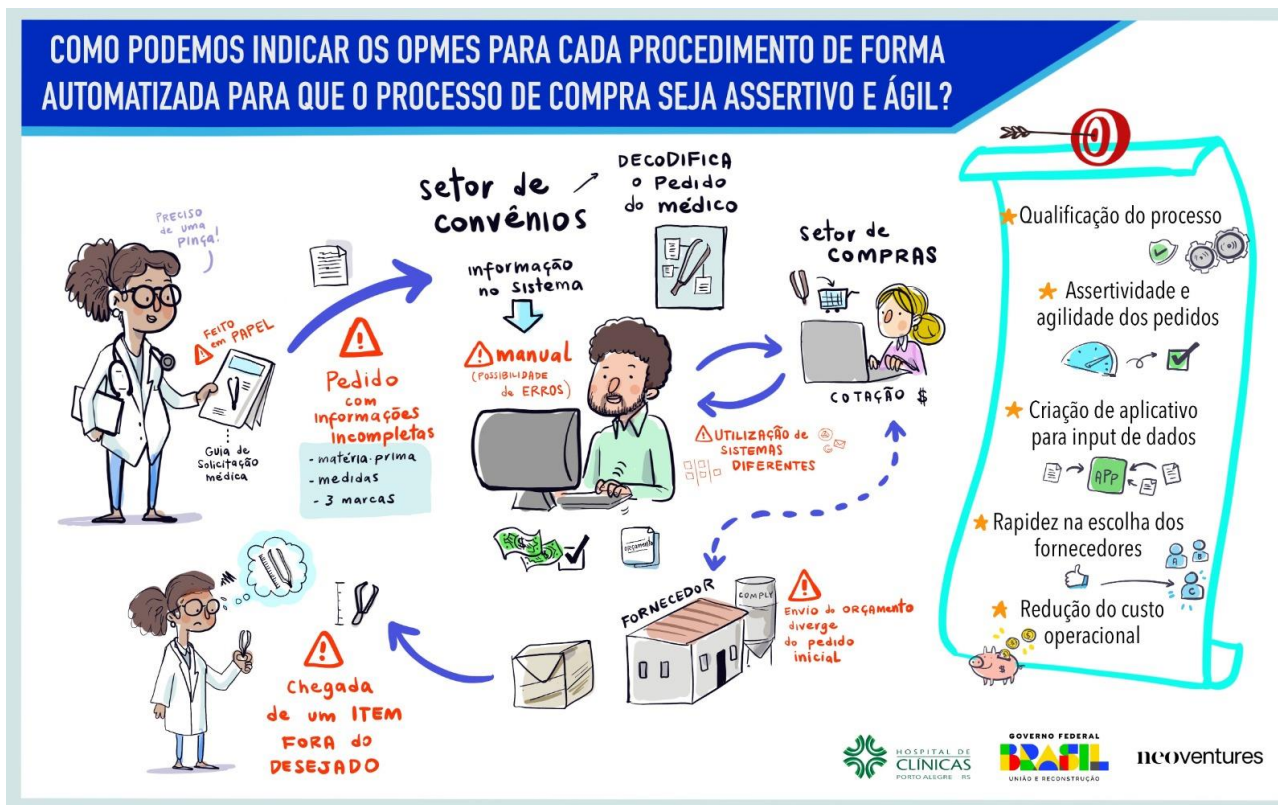 COMO PODEMOS INDICAR OS OPMES PARA CADA PROCEDIMENTO DE FORMA
AUTOMATIZADA PARA QUE O PROCESSO DE COMPRA SEJA ASSERTIVO E ÁGIL?
PRECISO
de uma
PINÇA!
FEITO
em PAPEL
Guia de
Solicitação
médica
Pedido
com
informações
incompletas
- matéria-prima
- medidas
- 3 marcas
Setor de
convênios
DECODIFICA
o Pedido
do médico
informação
no sistema
manual
(POSSIBILIDADE
de ERROS)
Setor de
COMPRAS
COTAÇÃO $
UTILIZAÇÃO de
SISTEMAS
DIFERENTES
orçamento
FORNECEDOR
COMPLY
Envio do orçamento
diverge
do pedido
inicial
Chegada
de um ITEM
FORA do
DESEJADO
Qualificação do processo
Assertividade e
agilidade dos pedidos
Criação de aplicativo
para input de dados
APP
Rapidez na escolha dos
fornecedores
A
B
C
Redução do custo
operacional
HOSPITAL DE
CLÍNICAS
PORTO ALEGRE RS
GOVERNO FEDERAL
BRASIL
UNIÃO E RECONSTRUÇÃO
neoventures